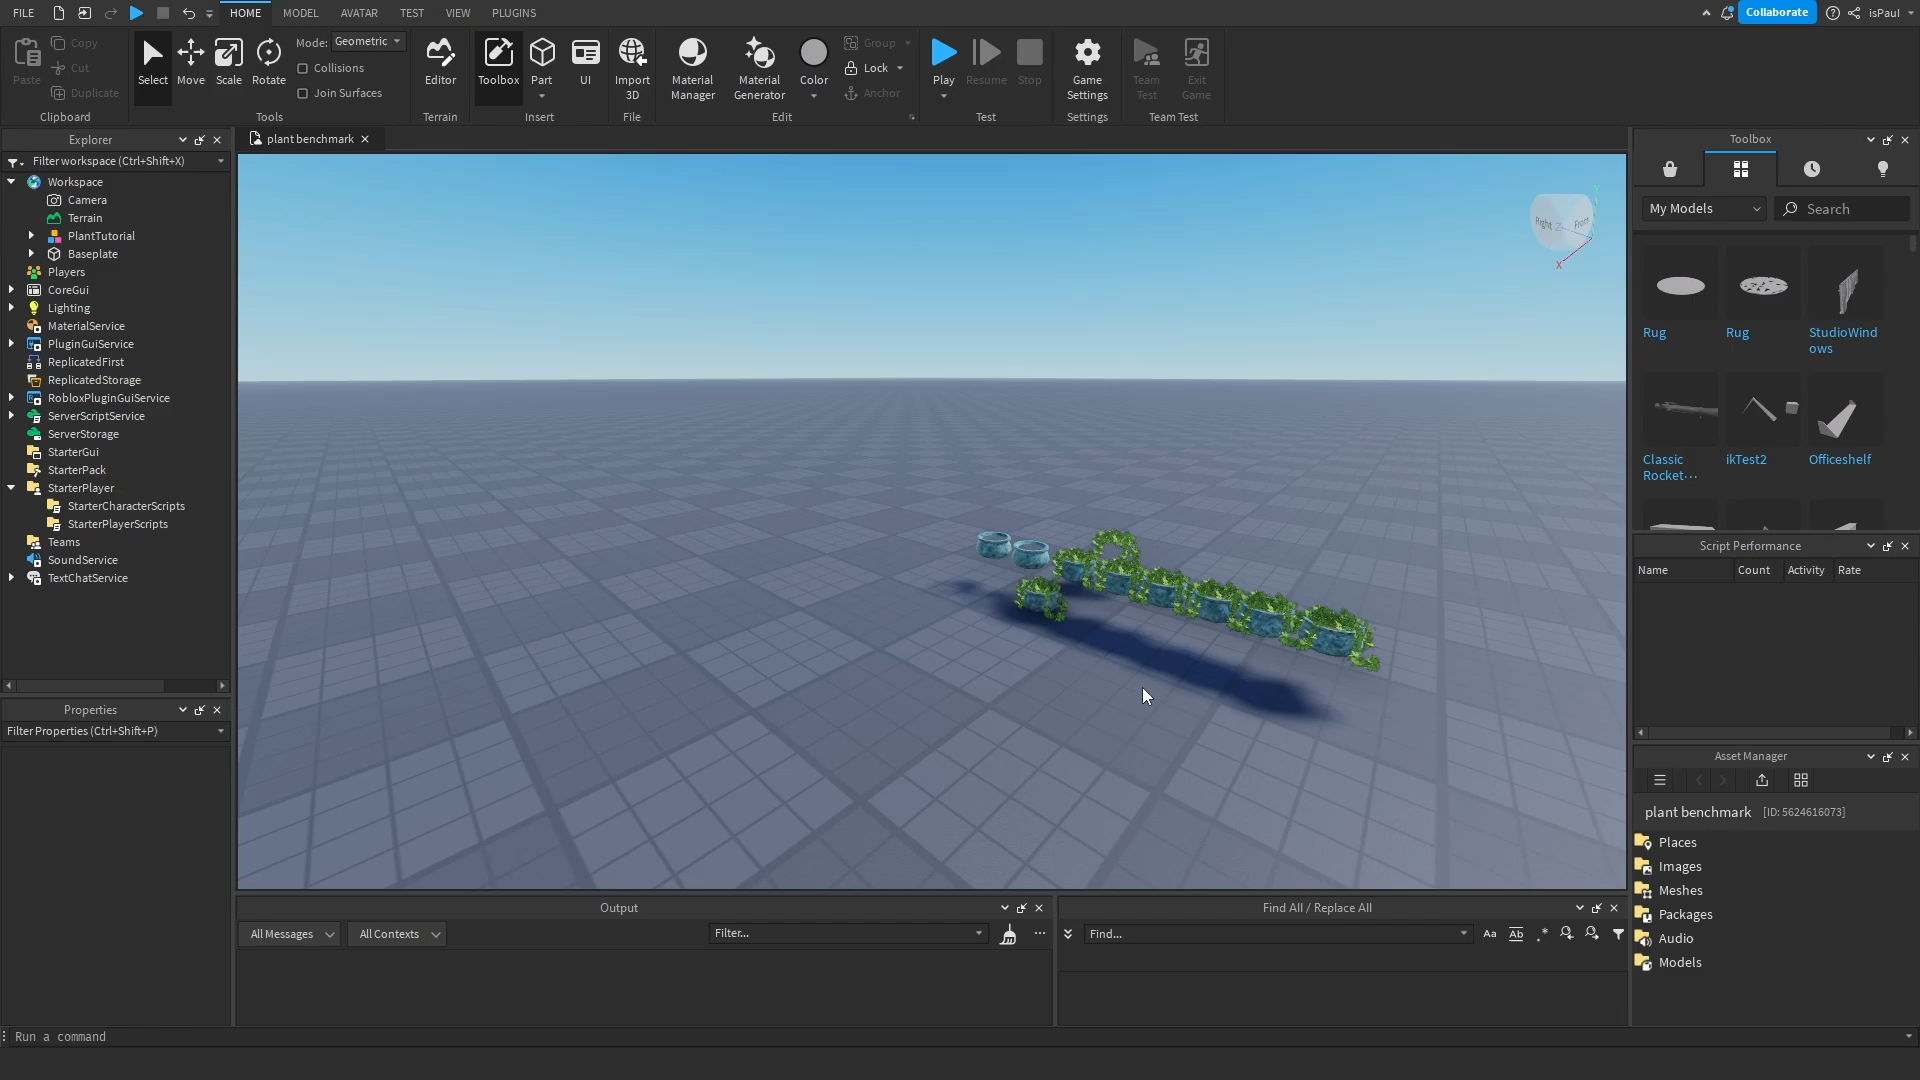 FILE HOME MODEL AVATAR TEST VIEW PLUGINS Collaborate isPaul
Paste Copy Cut Duplicate
Clipboard
Select Move Scale Rotate
Mode: Geometric
Collisions
Join Surfaces
Tools
Editor
Terrain
Toolbox Part UI
Insert
Import 3D
File
Material Manager
Material Generator
Color
Group
Lock
Anchor
Edit
Play Resume Stop
Test
Game Settings
Settings
Team Test
Exit Game
Team Test
Explorer
Filter workspace (Ctrl+Shift+X)
Workspace
Camera
Terrain
PlantTutorial
Baseplate
Players
CoreGui
Lighting
MaterialService
PluginGuiService
ReplicatedFirst
ReplicatedStorage
RobloxPluginGuiService
ServerScriptService
ServerStorage
StarterGui
StarterPack
StarterPlayer
StarterCharacterScripts
StarterPlayerScripts
Teams
SoundService
TextChatService
Properties
Filter Properties (Ctrl+Shift+P)
plant benchmark
Y
Right Z Front
X
Output
All Messages All Contexts Filter...
Find All / Replace All
Find... Aa Ab .*
Toolbox
My Models Search
Rug Rug StudioWind
ows
Classic ikTest2 Officeshelf
Rocket···
Script Performance
Name Count Activity Rate
Asset Manager
plant benchmark [ID: 5624616073]
Places
Images
Meshes
Packages
Audio
Models
Run a command